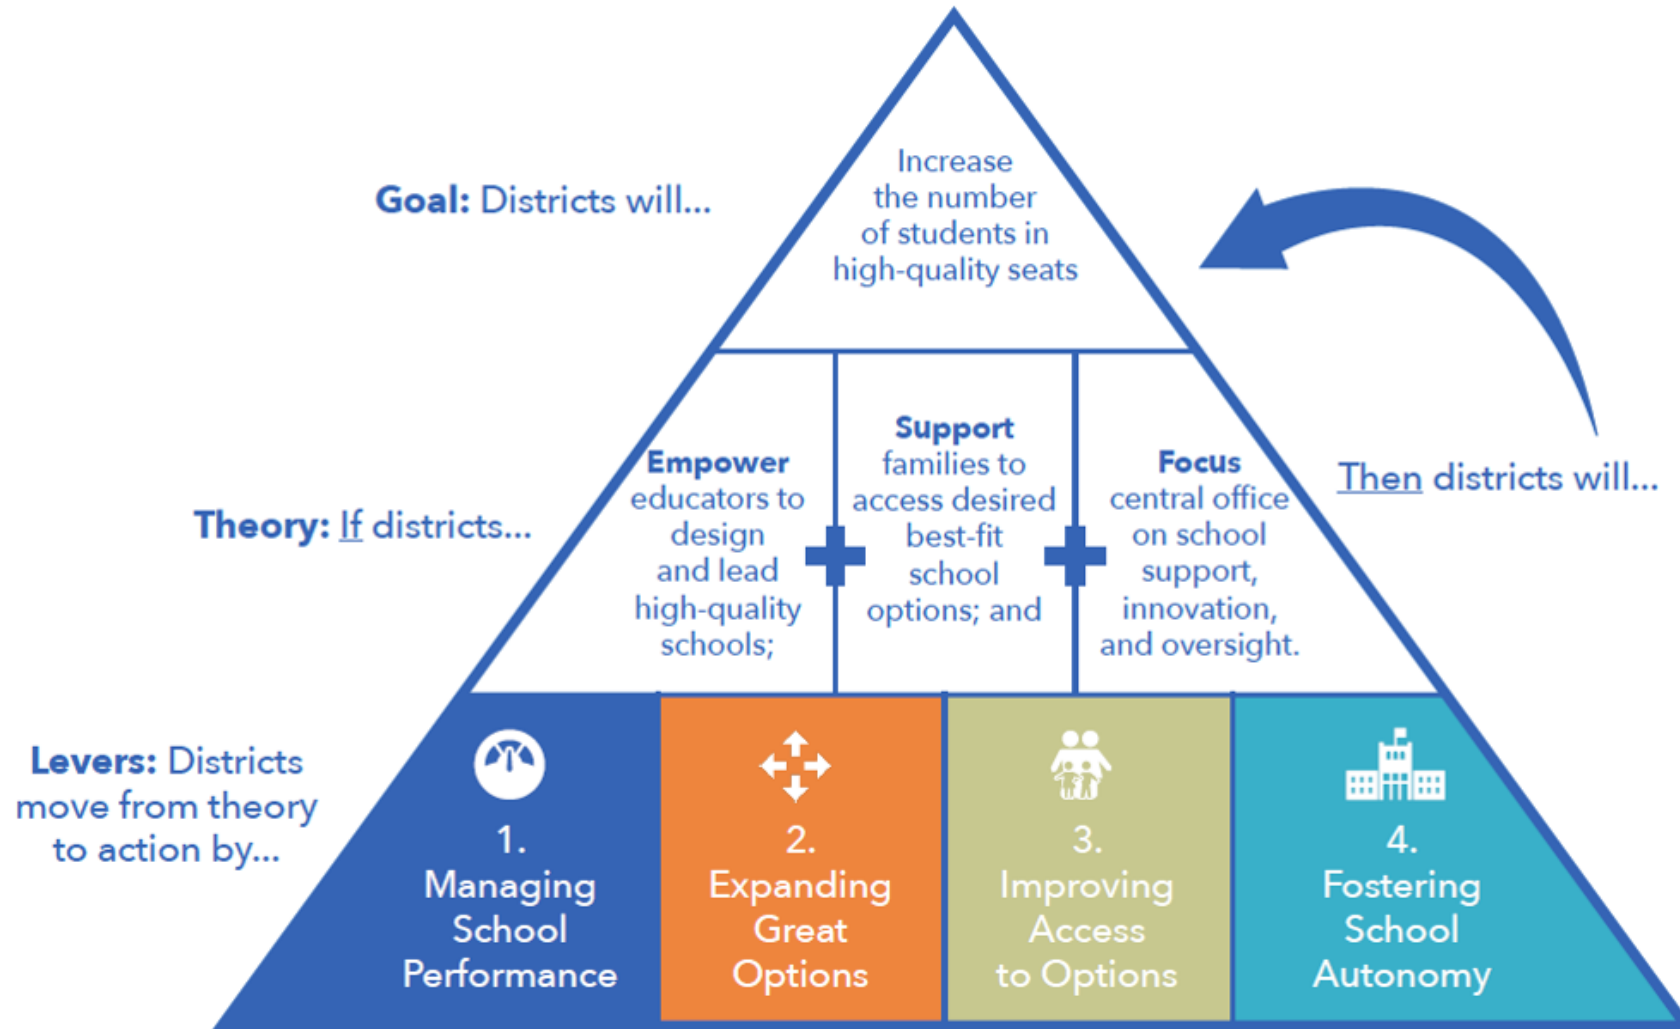 Goal: Districts will...
Increase
the number
of students in
high-quality seats
Theory: If districts...
Empower
educators to
design
and lead
high-quality
schools;
Support
families to
access desired
best-fit
school
options; and
Focus
central office
on school
support,
innovation,
and oversight.
Then districts will...
Levers: Districts
move from theory
to action by...
1.
Managing
School
Performance
2.
Expanding
Great
Options
3.
Improving
Access
to Options
4.
Fostering
School
Autonomy